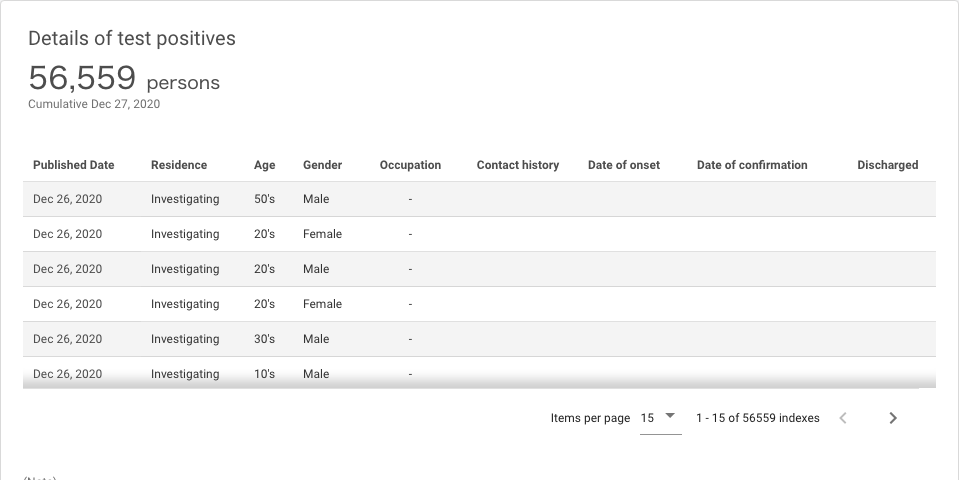 Details of test positives
56,559 persons
Cumulative Dec 27, 2020
Published Date Residence Age Gender Occupation Contact history Date of onset Date of confirmation Discharged
Dec 26, 2020 Investigating 50's Male -
Dec 26, 2020 Investigating 20's Female -
Dec 26, 2020 Investigating 20's Male -
Dec 26, 2020 Investigating 20's Female -
Dec 26, 2020 Investigating 30's Male -
Dec 26, 2020 Investigating 10's Male -
Items per page 15 1 - 15 of 56559 indexes